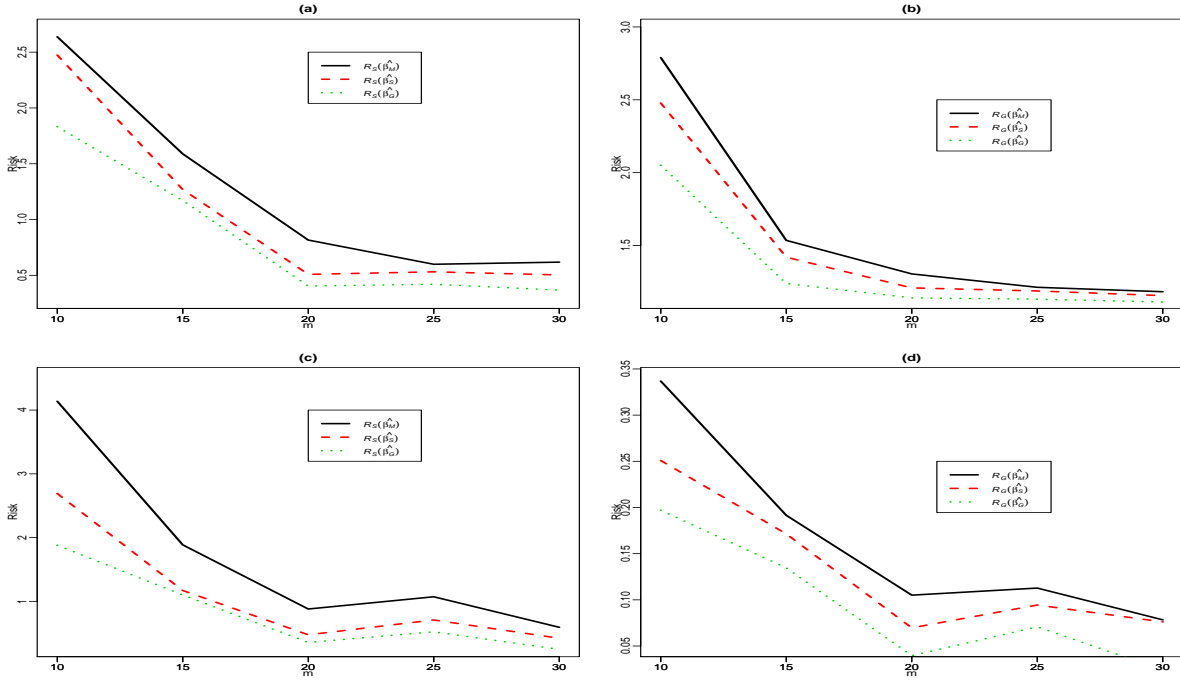 (a)
Risk
2.5
2.0
1.5
1.0
0.5
R_S(β̂_M)
R_S(β̂_S)
R_S(β̂_G)
10 15 20 25 30
m
(b)
Risk
3.0
2.5
2.0
1.5
R_G(β̂_M)
R_G(β̂_S)
R_G(β̂_G)
10 15 20 25 30
m
(c)
Risk
4
3
2
1
R_S(β̂_M)
R_S(β̂_S)
R_S(β̂_G)
10 15 20 25 30
m
(d)
Risk
0.35
0.30
0.25
0.20
0.15
0.10
0.05
R_G(β̂_M)
R_G(β̂_S)
R_G(β̂_G)
10 15 20 25 30
m